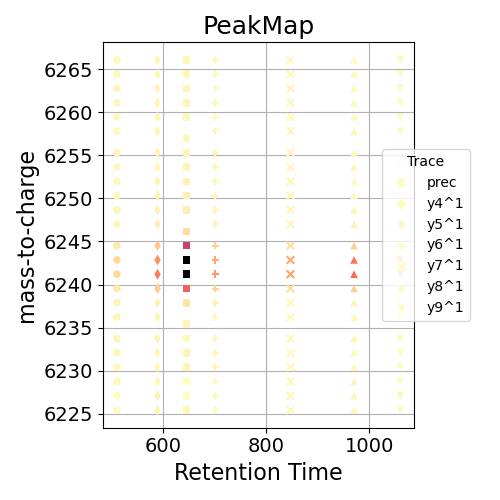 PeakMap
6265
6260
6255
6250
6245
6240
6235
6230
6225
mass-to-charge
600
800
1000
Retention Time
Trace
prec
y4^1
y5^1
y6^1
y7^1
y8^1
y9^1